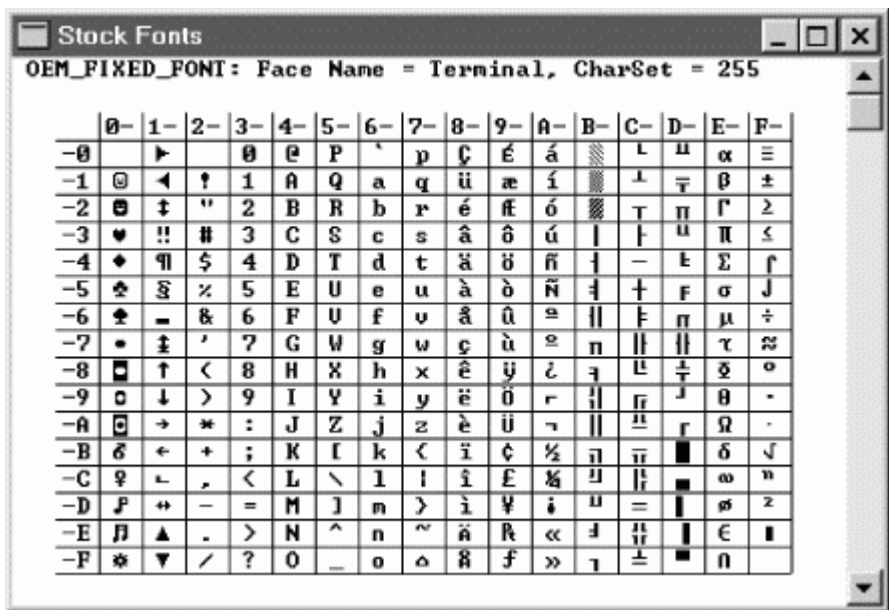 Stock Fonts
OEM_FIXED_FONT: Face Name = Terminal, CharSet = 255
0- 1- 2- 3- 4- 5- 6- 7- 8- 9- A- B- C- D- E- F-
-0 ► 0 @ P ` p Ç É á ░ └ ╨ α ≡
-1 ☺ ◄ ! 1 A Q a q ü æ í ▒ ┴ ╤ β ±
-2 ☻ ↕ " 2 B R b r é Æ ó ▓ ┬ ╥ Γ ≥
-3 ♥ ‼ # 3 C S c s â ô ú │ ├ ╙ π ≤
-4 ♦ ¶ $ 4 D T d t ä ö ñ ┤ ─ ╘ Σ ⌠
-5 ♣ § % 5 E U e u à ò Ñ ╡ ┼ ╒ σ ⌡
-6 ♠ ▬ & 6 F V f v å û ª ╢ ╞ ╓ µ ÷
-7 • ↨ ' 7 G W g w ç ù º ╖ ╟ ╫ τ ≈
-8 ◘ ↑ ( 8 H X h x ê ÿ ¿ ╕ ╚ ╪ Φ °
-9 ○ ↓ ) 9 I Y i y ë Ö ⌐ ╣ ╔ ┘ θ ∙
-A ◙ → * : J Z j z è Ü ¬ ║ ╩ ┌ Ω ·
-B ♂ ← + ; K [ k { ï ¢ ½ ╗ ╦ █ δ √
-C ♀ ∟ , < L \ l ¦ î £ ¼ ╝ ╠ ▄ ∞ ⁿ
-D ♪ ↔ - = M ] m } ì ¥ ¡ ╜ ═ ▌ ø ²
-E ♫ ▲ . > N ^ n ~ Ä ₧ « ╛ ╬ ▐ ∈ ■
-F ☼ ▼ / ? O _ o ⌂ Å ƒ » ┐ ╧ ▀ ∩